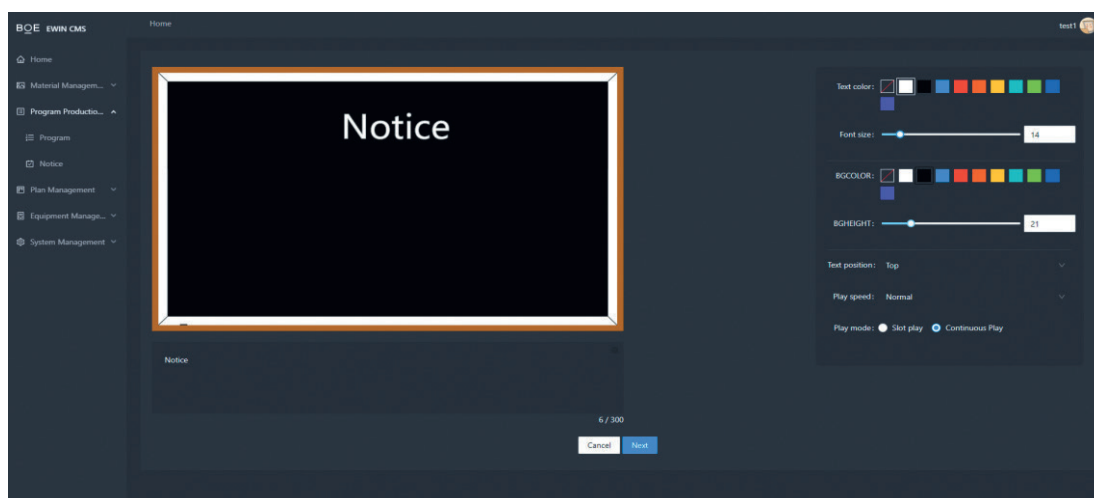 BOE EWIN CMS
Home
test1
Home
Material Managem...
Program Productio...
Program
Notice
Plan Management
Equipment Manage...
System Management
Notice
Notice
6 / 300
Cancel
Next
Text color:
Font size:
14
BGCOLOR:
BGHEIGHT:
21
Text position: Top
Play speed: Normal
Play mode: Slot play Continuous Play